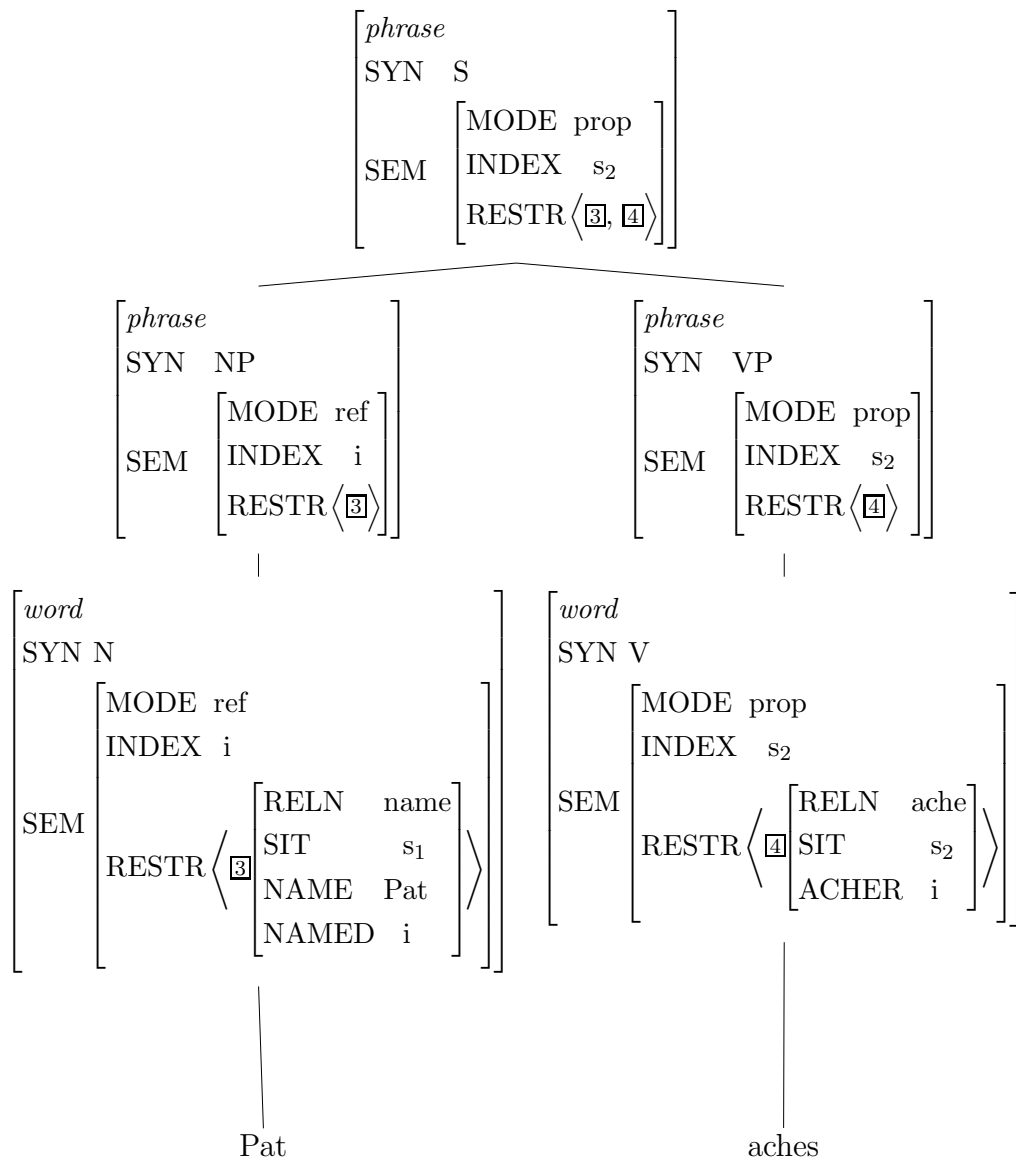 phrase
SYN S
MODE prop
INDEX s₂
SEM
RESTR⟨[3], [4]⟩
phrase
SYN NP
MODE ref
INDEX i
SEM
RESTR⟨[3]⟩
phrase
SYN VP
MODE prop
INDEX s₂
SEM
RESTR⟨[4]⟩
word
SYN N
MODE ref
INDEX i
SEM
RESTR⟨[3]
RELN name
SIT s₁
NAME Pat
NAMED i
⟩
word
SYN V
MODE prop
INDEX s₂
SEM
RESTR⟨[4]
RELN ache
SIT s₂
ACHER i
⟩
Pat
aches